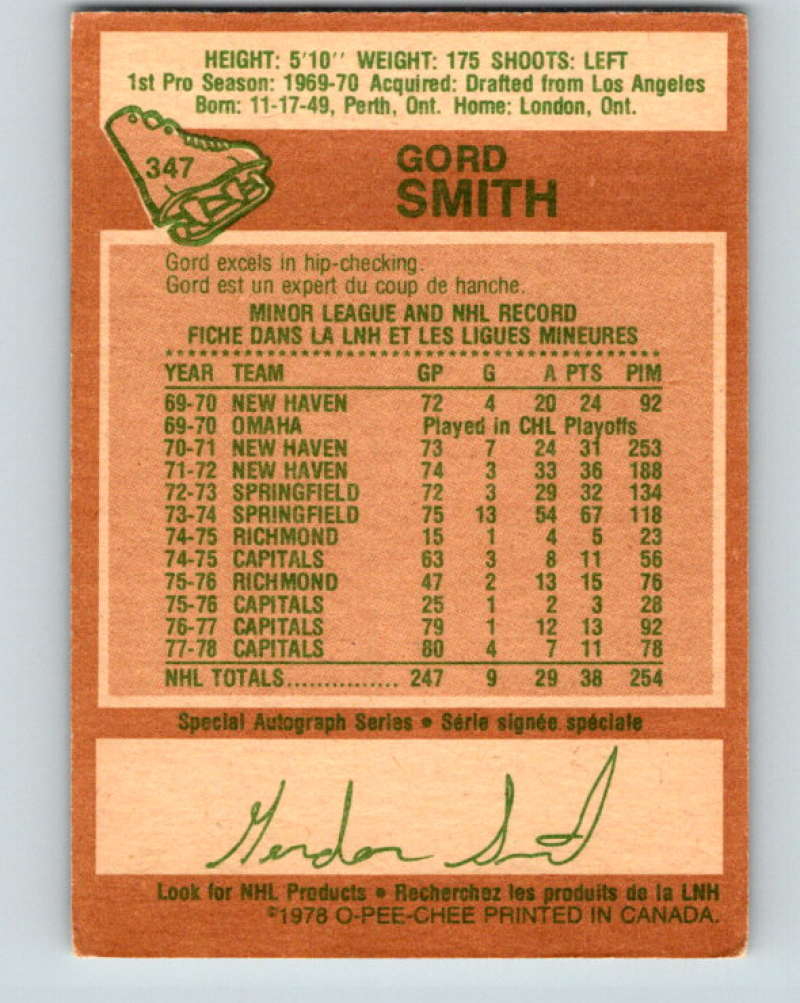 HEIGHT: 5'10'' WEIGHT: 175 SHOOTS: LEFT
1st Pro Season: 1969-70 Acquired: Drafted from Los Angeles
Born: 11-17-49, Perth, Ont. Home: London, Ont.
347
GORD
SMITH
Gord excels in hip-checking.
Gord est un expert du coup de hanche.
MINOR LEAGUE AND NHL RECORD
FICHE DANS LA LNH ET LES LIGUES MINEURES
YEAR TEAM GP G A PTS PIM
69-70 NEW HAVEN 72 4 20 24 92
69-70 OMAHA Played in CHL Playoffs
70-71 NEW HAVEN 73 7 24 31 253
71-72 NEW HAVEN 74 3 33 36 188
72-73 SPRINGFIELD 72 3 29 32 134
73-74 SPRINGFIELD 75 13 54 67 118
74-75 RICHMOND 15 1 4 5 23
74-75 CAPITALS 63 3 8 11 56
75-76 RICHMOND 47 2 13 15 76
75-76 CAPITALS 25 1 2 3 28
76-77 CAPITALS 79 1 12 13 92
77-78 CAPITALS 80 4 7 11 78
NHL TOTALS................ 247 9 29 38 254
Special Autograph Series • Série signée spéciale
Gordon Smith
Look for NHL Products • Recherchez les produits de la LNH
©1978 O-PEE-CHEE PRINTED IN CANADA.